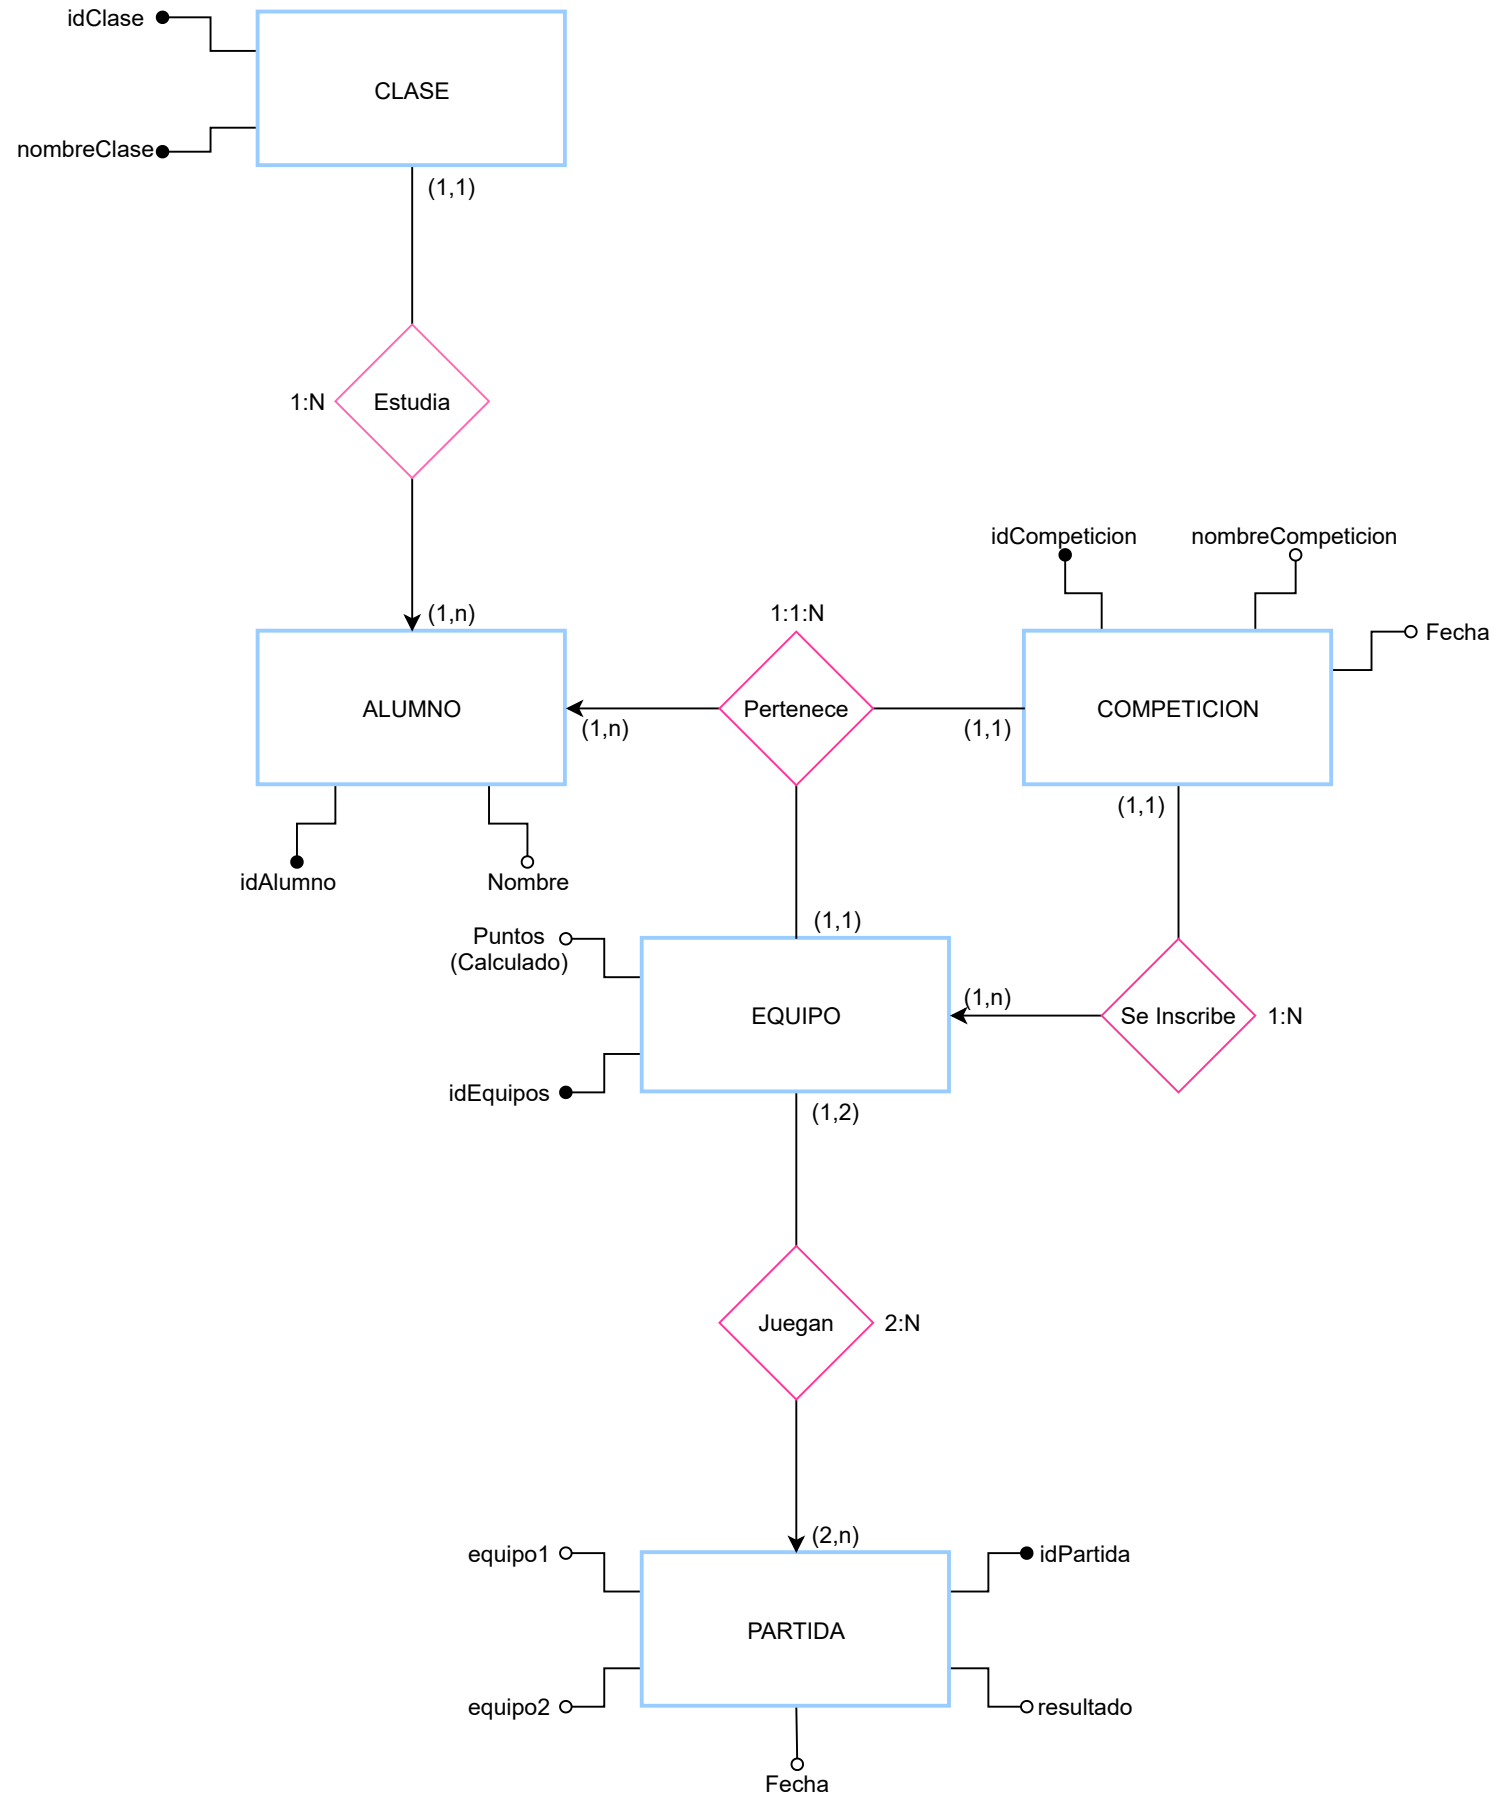 idClase
CLASE
nombreClase
(1,1)
1:N
Estudia
idCompeticion
nombreCompeticion
(1,n)
1:1:N
Fecha
ALUMNO
(1,n)
Pertenece
(1,1)
COMPETICION
(1,1)
idAlumno
Nombre
(1,1)
Puntos
(Calculado)
EQUIPO
(1,n)
Se Inscribe
1:N
idEquipos
(1,2)
Juegan
2:N
(2,n)
equipo1
idPartida
PARTIDA
equipo2
resultado
Fecha